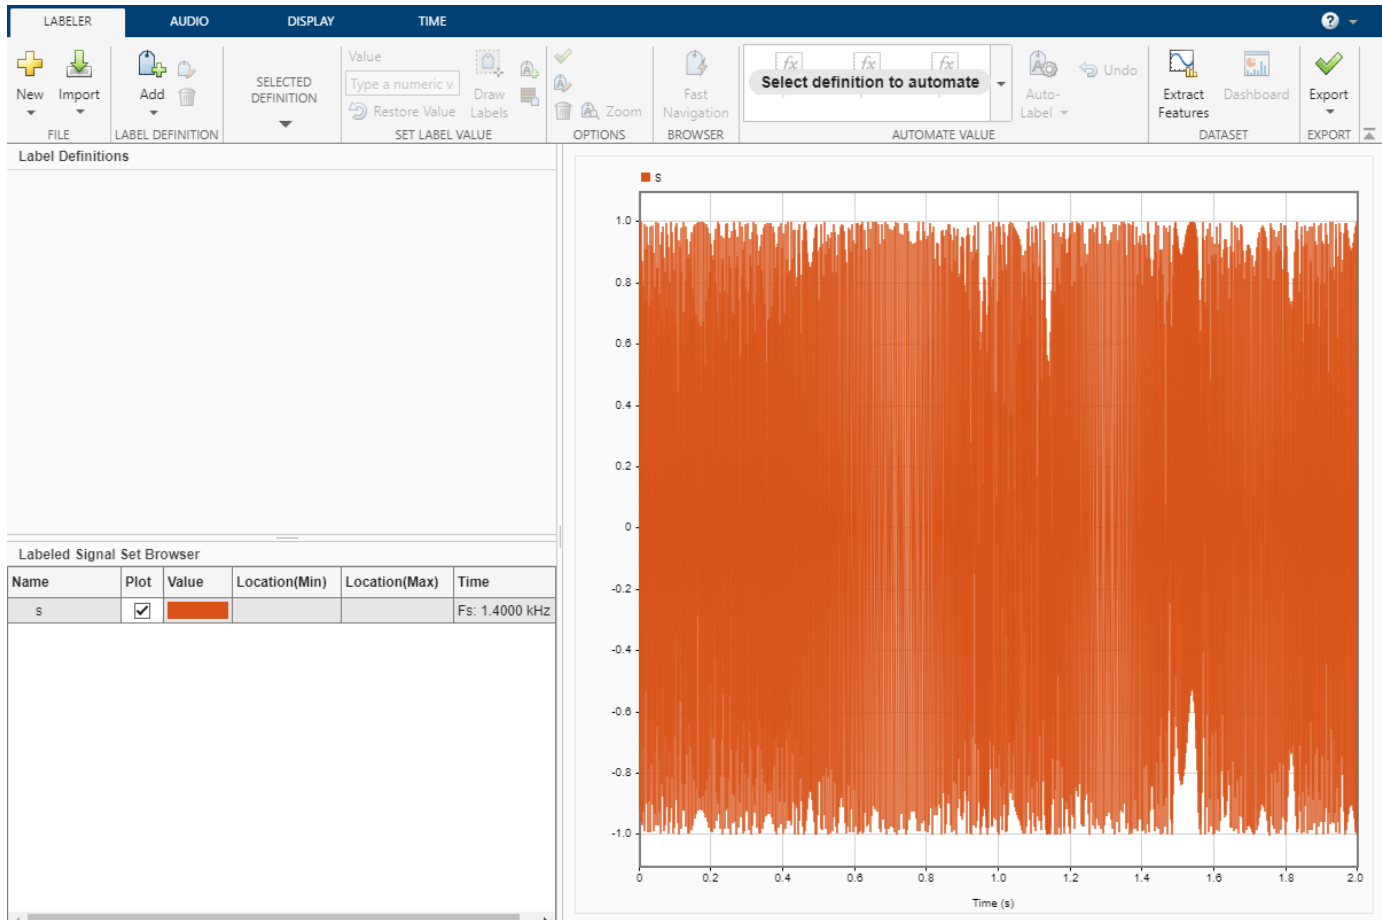 LABELER AUDIO DISPLAY TIME
?
New Import
FILE
Add
LABEL DEFINITION
SELECTED
DEFINITION
Value
Type a numeric v.
Restore Value
Draw
Labels
SET LABEL VALUE
Zoom
OPTIONS
Fast
Navigation
BROWSER
fx fx fx
Select definition to automate
Auto-
Label
Undo
AUTOMATE VALUE
Extract
Features
Dashboard
DATASET
Export
EXPORT
Label Definitions
Labeled Signal Set Browser
Name Plot Value Location(Min) Location(Max) Time
s Fs: 1.4000 kHz
s
1.0
0.8
0.6
0.4
0.2
0
-0.2
-0.4
-0.6
-0.8
-1.0
0 0.2 0.4 0.6 0.8 1.0 1.2 1.4 1.6 1.8 2.0
Time (s)